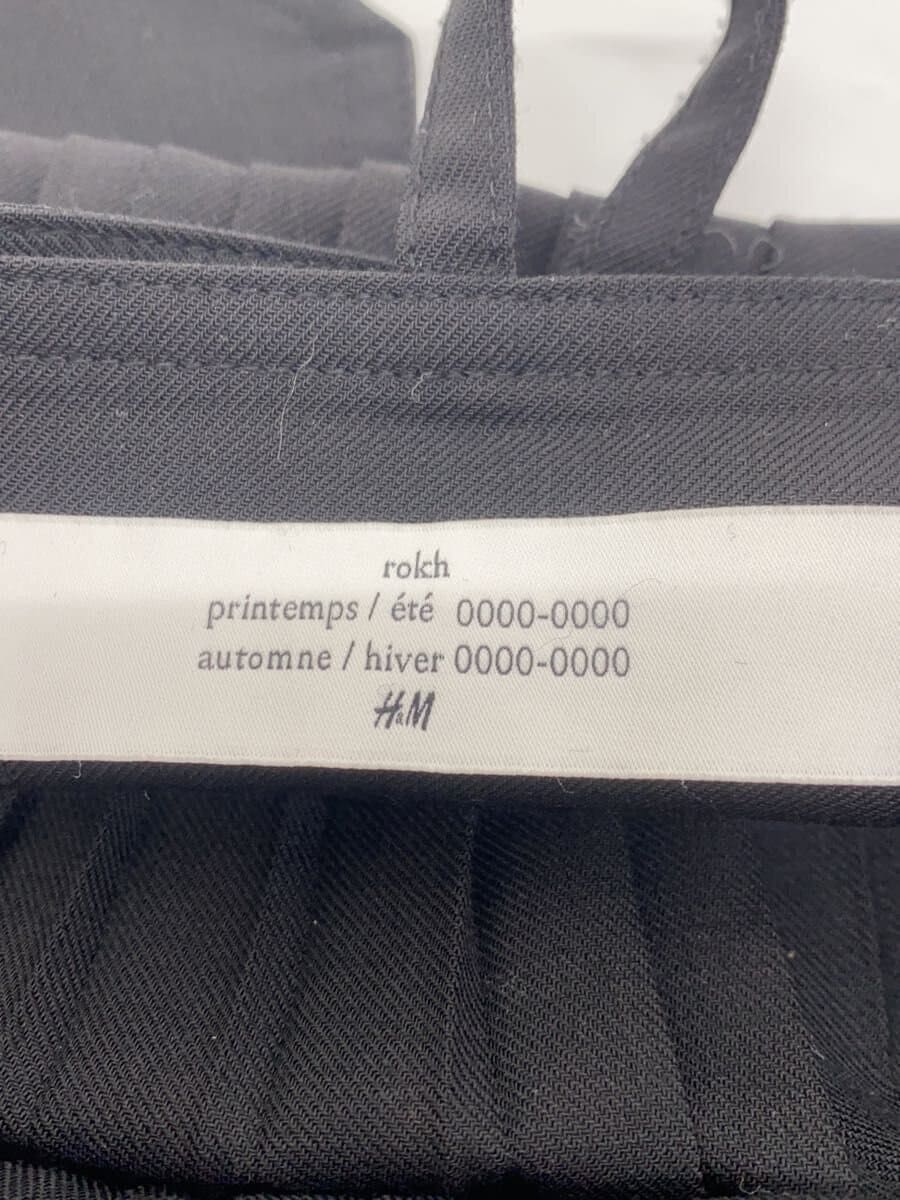 rokh
printemps / été 0000-0000
automne / hiver 0000-0000
H&M